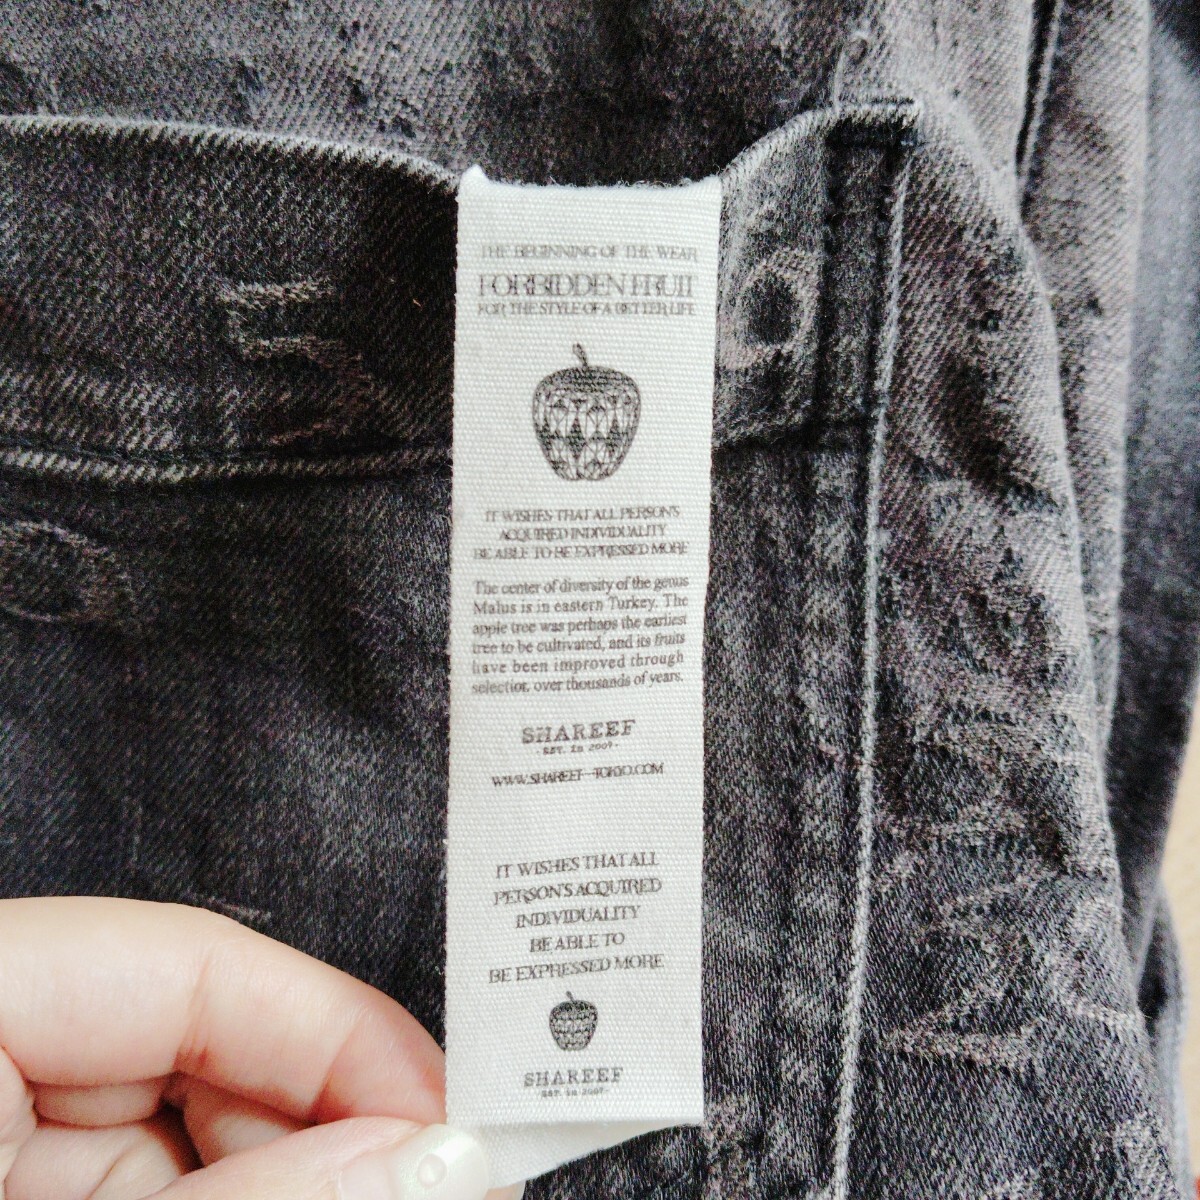 THE BEGINNING OF THE WEAR
FORBIDDEN FRUIT
FOR THE STYLE OF A BETTER LIFE
IT WISHES THAT ALL PERSON'S
ACQUIRED INDIVIDUALITY
BE ABLE TO BE EXPRESSED MORE
The center of diversity of the genus
Malus is in eastern Turkey. The
apple tree was perhaps the earliest
tree to be cultivated, and its fruits
have been improved through
selection over thousands of years.
SHAREEF
- EST. in 2009 -
WWW.SHAREEF-TOKYO.COM
IT WISHES THAT ALL
PERSON'S ACQUIRED
INDIVIDUALITY
BE ABLE TO
BE EXPRESSED MORE
SHAREEF
EST. in 2009